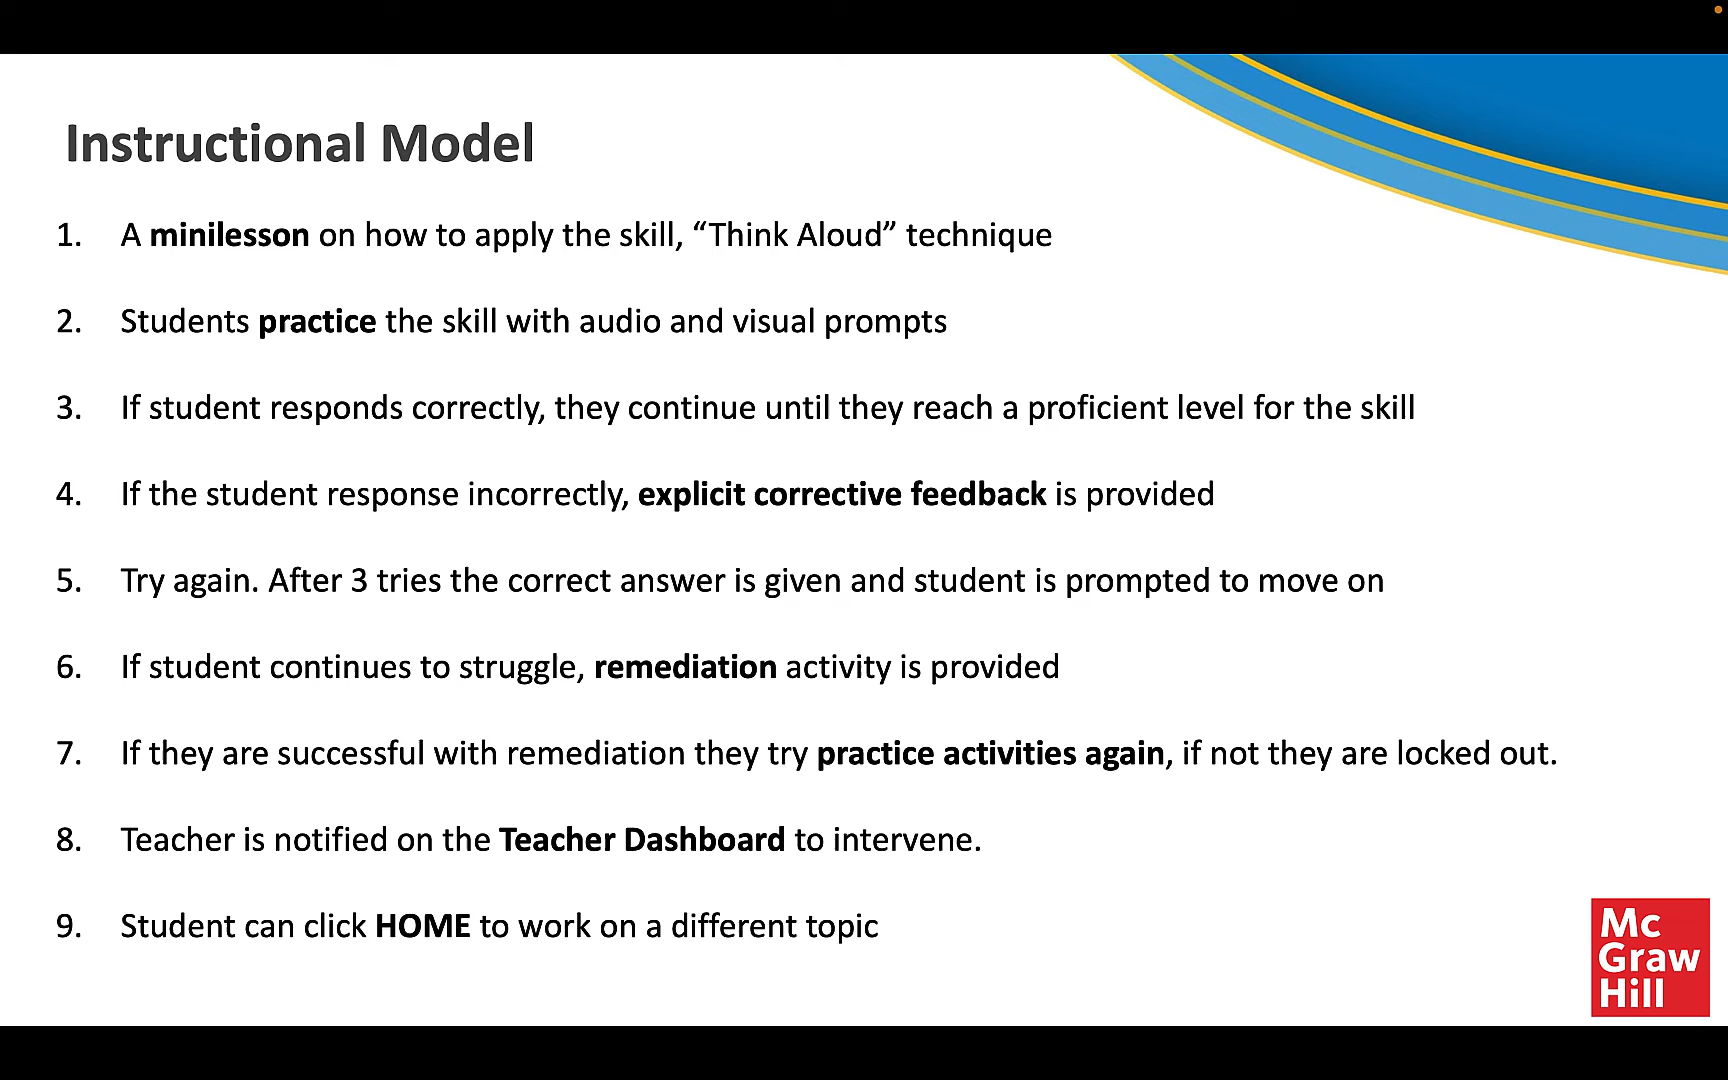 Instructional Model
1. A minilesson on how to apply the skill, “Think Aloud” technique
2. Students practice the skill with audio and visual prompts
3. If student responds correctly, they continue until they reach a proficient level for the skill
4. If the student response incorrectly, explicit corrective feedback is provided
5. Try again. After 3 tries the correct answer is given and student is prompted to move on
6. If student continues to struggle, remediation activity is provided
7. If they are successful with remediation they try practice activities again, if not they are locked out.
8. Teacher is notified on the Teacher Dashboard to intervene.
9. Student can click HOME to work on a different topic
Mc
Graw
Hill